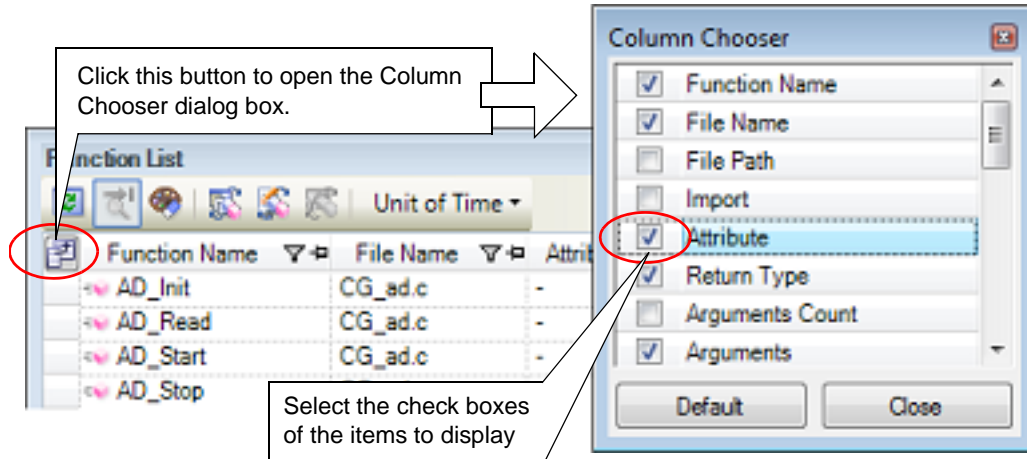 Column Chooser
Click this button to open the Column
Chooser dialog box.
Function Name
File Name
File Path
Import
Attribute
Return Type
Arguments Count
Arguments
Default Close
Function List
Unit of Time
Function Name File Name Attrib
AD_Init CG_ad.c -
AD_Read CG_ad.c -
AD_Start CG_ad.c -
AD_Stop
Select the check boxes
of the items to display